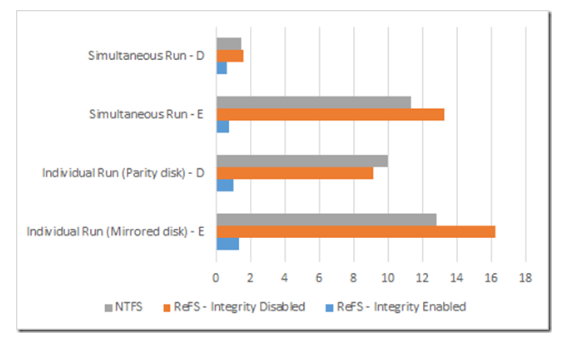 Simultaneous Run - D
Simultaneous Run - E
Individual Run (Parity disk) - D
Individual Run (Mirrored disk) - E
0 2 4 6 8 10 12 14 16 18
NTFS ReFS - Integrity Disabled ReFS - Integrity Enabled